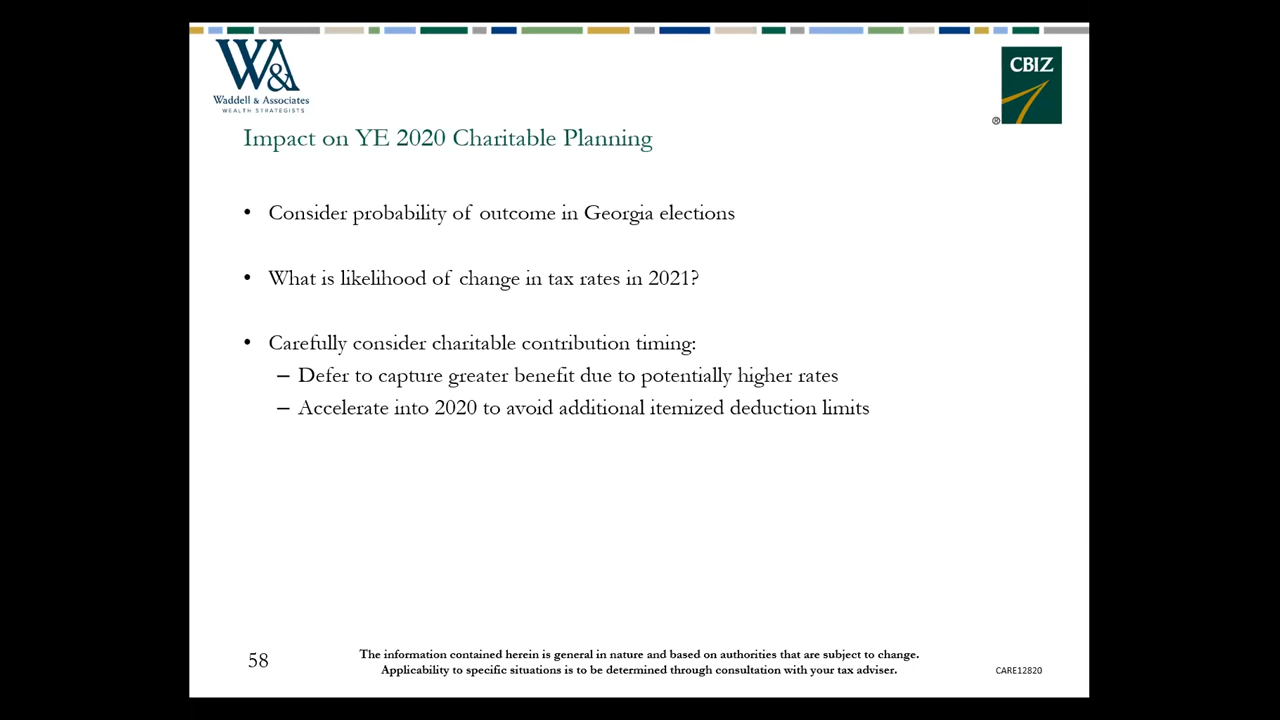 W&A
Waddell & Associates
WEALTH STRATEGISTS
CBIZ
®
Impact on YE 2020 Charitable Planning
• Consider probability of outcome in Georgia elections
• What is likelihood of change in tax rates in 2021?
• Carefully consider charitable contribution timing:
– Defer to capture greater benefit due to potentially higher rates
– Accelerate into 2020 to avoid additional itemized deduction limits
58
The information contained herein is general in nature and based on authorities that are subject to change.
Applicability to specific situations is to be determined through consultation with your tax adviser.
CARE12820